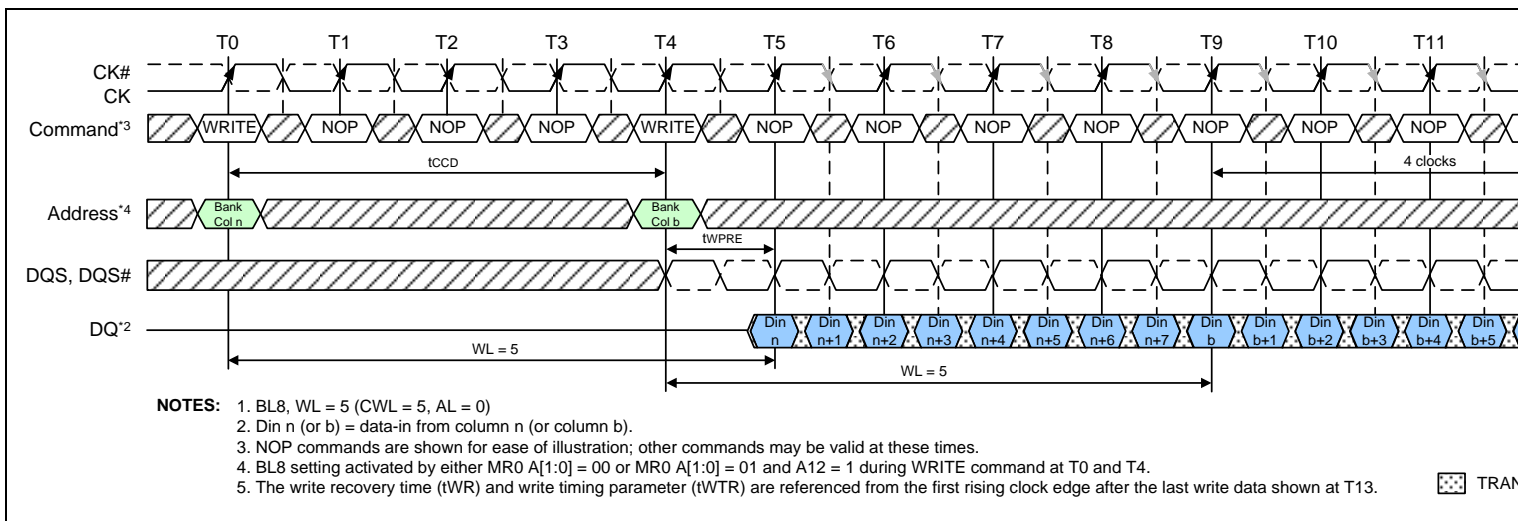 T0 T1 T2 T3 T4 T5 T6 T7 T8 T9 T10 T11
CK#
CK
Command*3 WRITE NOP NOP NOP WRITE NOP NOP NOP NOP NOP NOP NOP
tCCD 4 clocks
Address*4 Bank Col n Bank Col b
tWPRE
DQS, DQS#
DQ*2 Din n Din n+1 Din n+2 Din n+3 Din n+4 Din n+5 Din n+6 Din n+7 Din b Din b+1 Din b+2 Din b+3 Din b+4 Din b+5
WL = 5
WL = 5
NOTES: 1. BL8, WL = 5 (CWL = 5, AL = 0)
2. Din n (or b) = data-in from column n (or column b).
3. NOP commands are shown for ease of illustration; other commands may be valid at these times.
4. BL8 setting activated by either MR0 A[1:0] = 00 or MR0 A[1:0] = 01 and A12 = 1 during WRITE command at T0 and T4.
5. The write recovery time (tWR) and write timing parameter (tWTR) are referenced from the first rising clock edge after the last write data shown at T13. TRAN